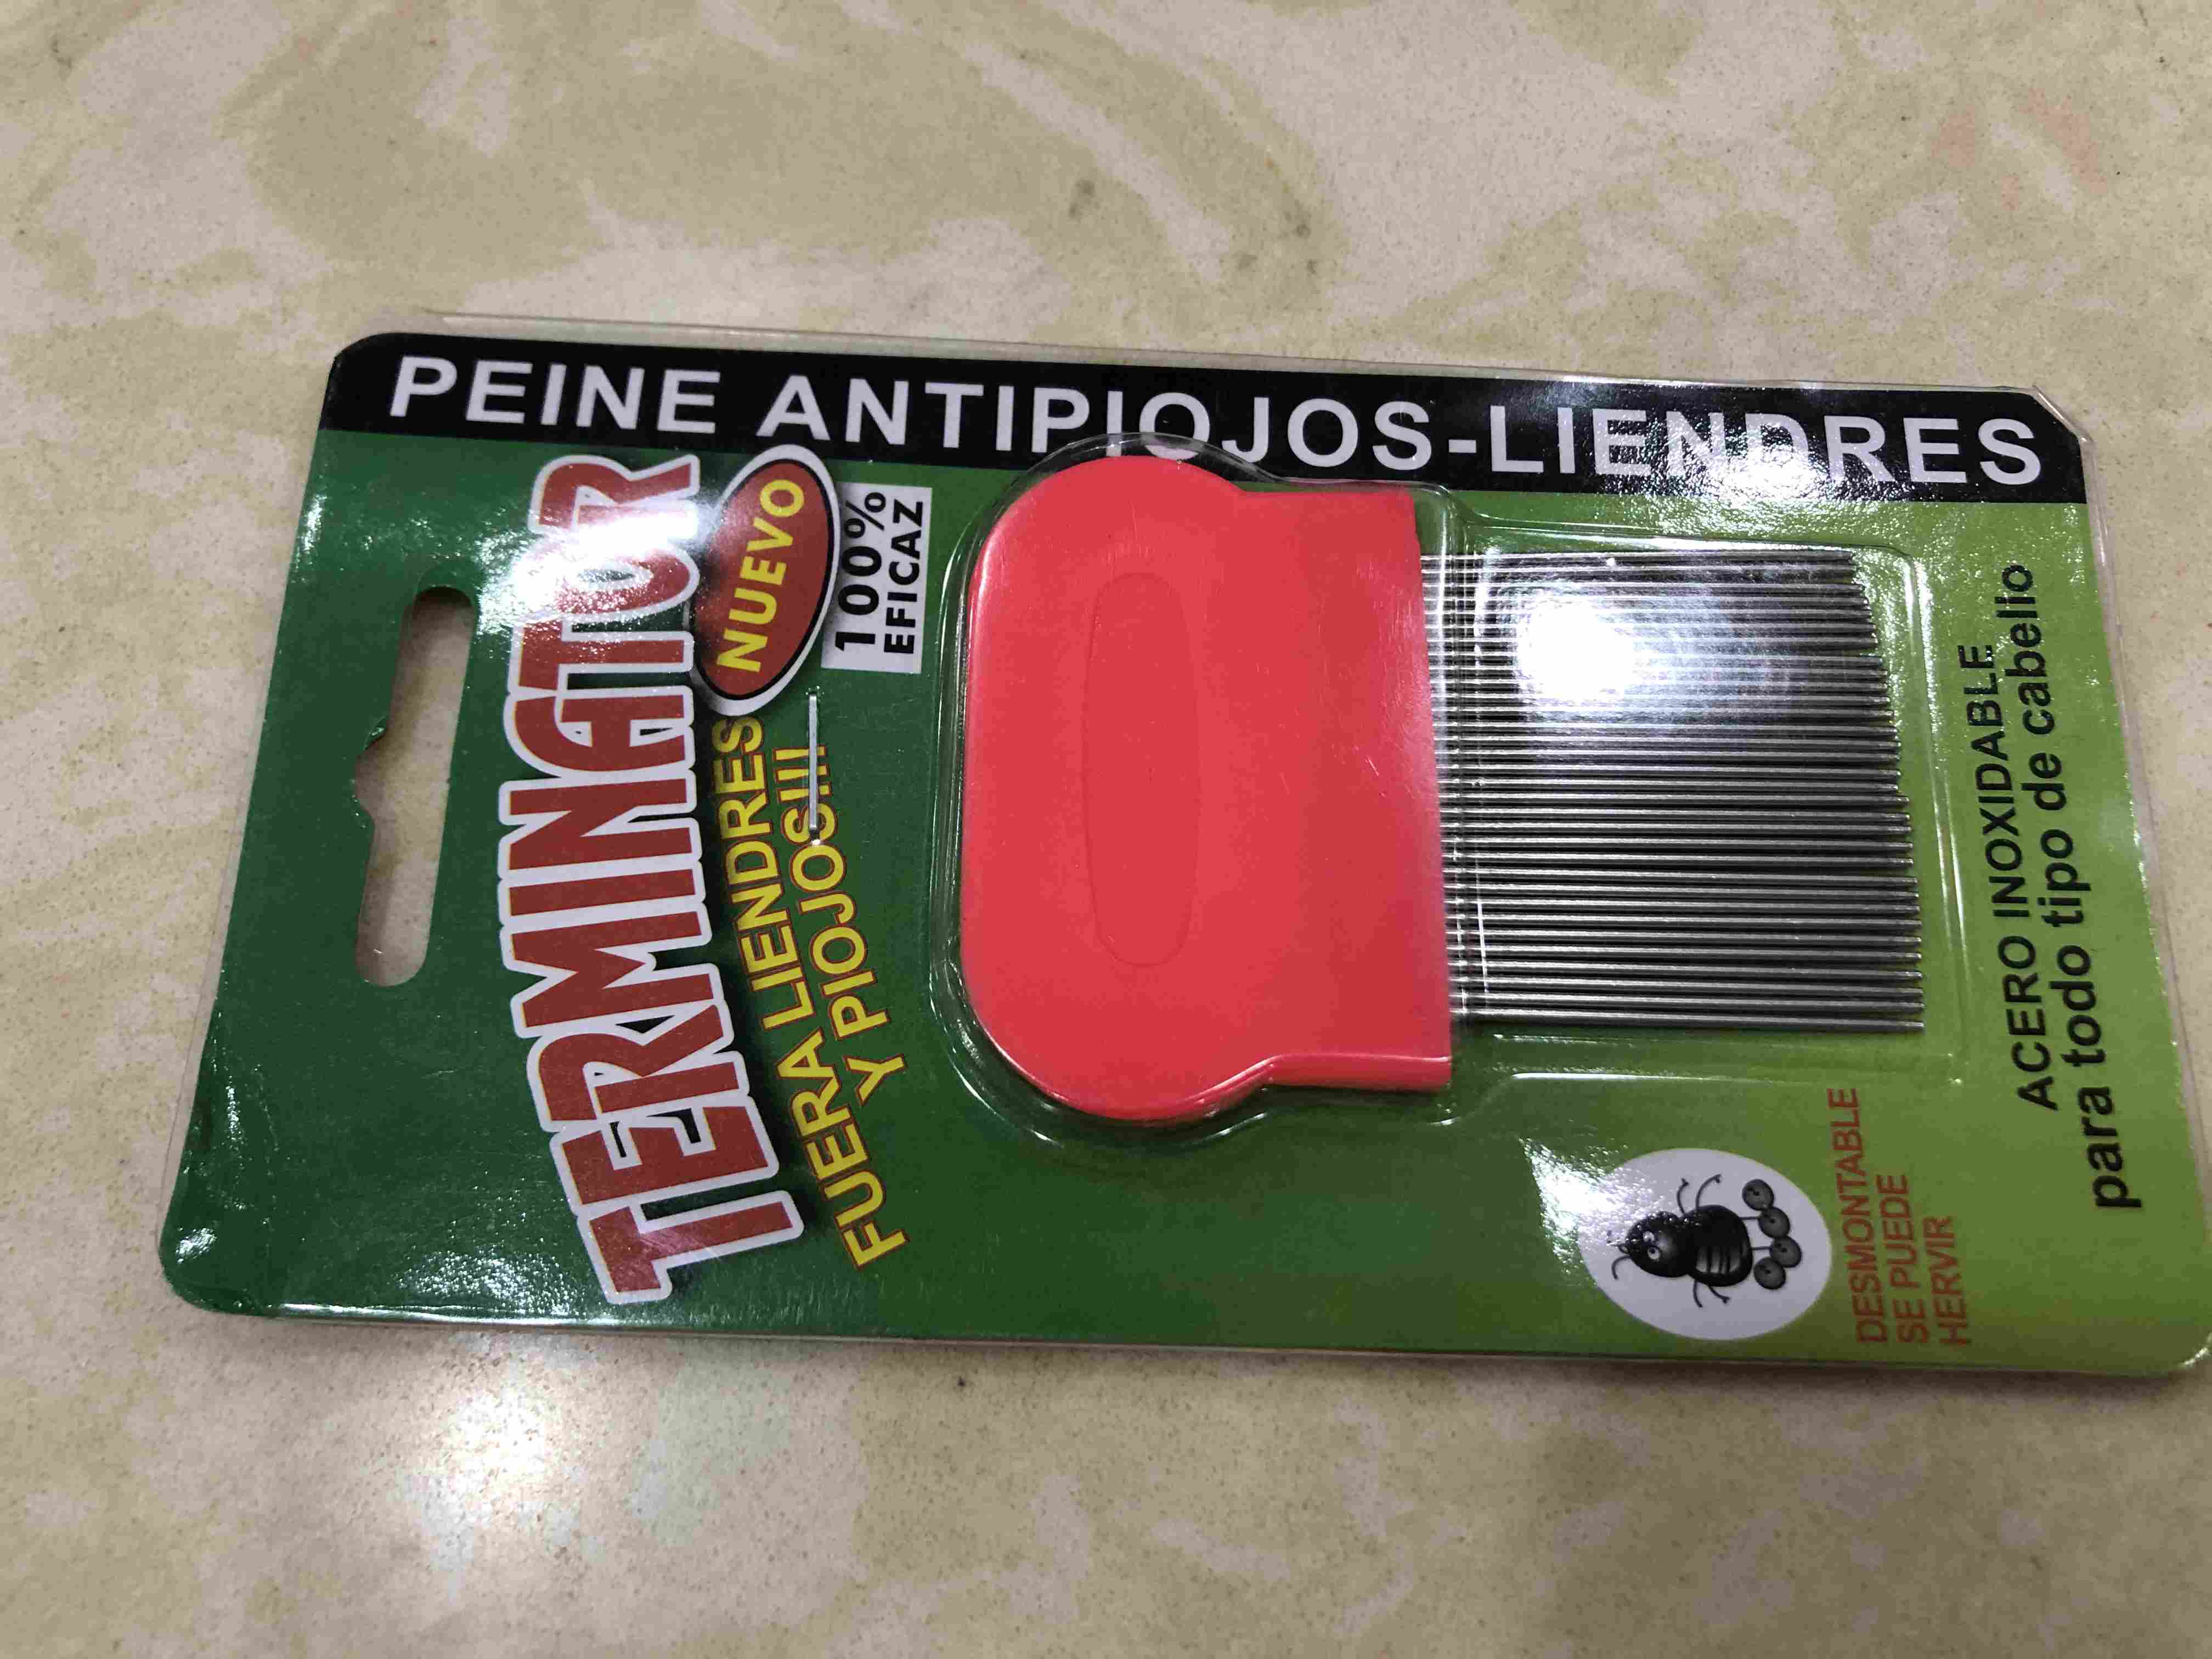 PEINE ANTIPIOJOS-LIENDRES
TERMINATOR
NUEVO
100%
EFICAZ
FUERA LIENDRES
Y PIOJOS!!!
DESMONTABLE
SE PUEDE
HERVIR
ACERO INOXIDABLE
para todo tipo de cabello